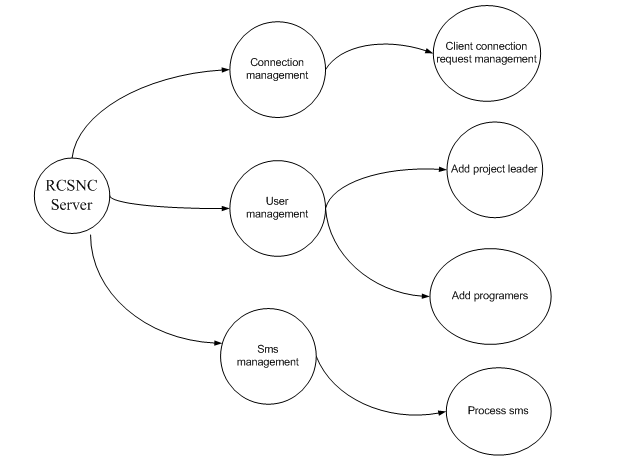 RCSNC
Server
Connection
management
Client connection
request management
User
management
Add project leader
Add programers
Sms
management
Process sms